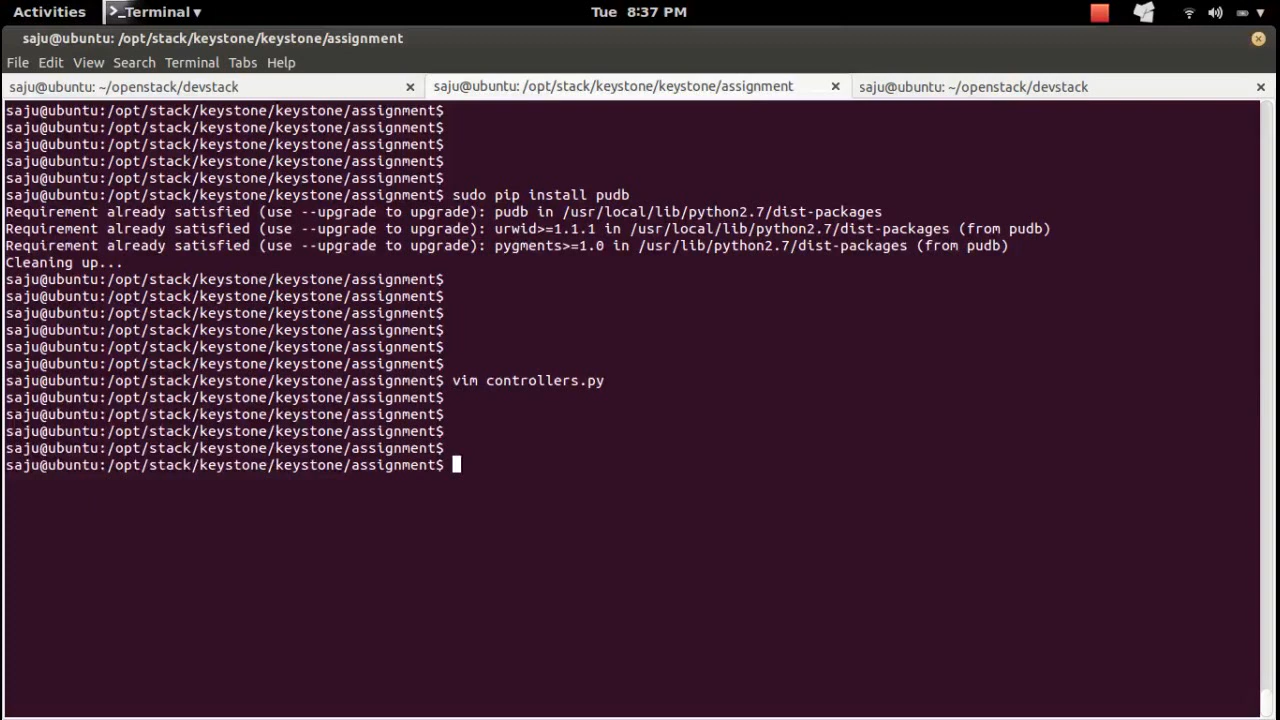 Activities >_Terminal ▾ Tue 8:37 PM
saju@ubuntu: /opt/stack/keystone/keystone/assignment
File Edit View Search Terminal Tabs Help
saju@ubuntu: ~/openstack/devstack × saju@ubuntu: /opt/stack/keystone/keystone/assignment × saju@ubuntu: ~/openstack/devstack ×
saju@ubuntu:/opt/stack/keystone/keystone/assignment$
saju@ubuntu:/opt/stack/keystone/keystone/assignment$
saju@ubuntu:/opt/stack/keystone/keystone/assignment$
saju@ubuntu:/opt/stack/keystone/keystone/assignment$
saju@ubuntu:/opt/stack/keystone/keystone/assignment$
saju@ubuntu:/opt/stack/keystone/keystone/assignment$ sudo pip install pudb
Requirement already satisfied (use --upgrade to upgrade): pudb in /usr/local/lib/python2.7/dist-packages
Requirement already satisfied (use --upgrade to upgrade): urwid>=1.1.1 in /usr/local/lib/python2.7/dist-packages (from pudb)
Requirement already satisfied (use --upgrade to upgrade): pygments>=1.0 in /usr/lib/python2.7/dist-packages (from pudb)
Cleaning up...
saju@ubuntu:/opt/stack/keystone/keystone/assignment$
saju@ubuntu:/opt/stack/keystone/keystone/assignment$
saju@ubuntu:/opt/stack/keystone/keystone/assignment$
saju@ubuntu:/opt/stack/keystone/keystone/assignment$
saju@ubuntu:/opt/stack/keystone/keystone/assignment$
saju@ubuntu:/opt/stack/keystone/keystone/assignment$
saju@ubuntu:/opt/stack/keystone/keystone/assignment$ vim controllers.py
saju@ubuntu:/opt/stack/keystone/keystone/assignment$
saju@ubuntu:/opt/stack/keystone/keystone/assignment$
saju@ubuntu:/opt/stack/keystone/keystone/assignment$
saju@ubuntu:/opt/stack/keystone/keystone/assignment$
saju@ubuntu:/opt/stack/keystone/keystone/assignment$